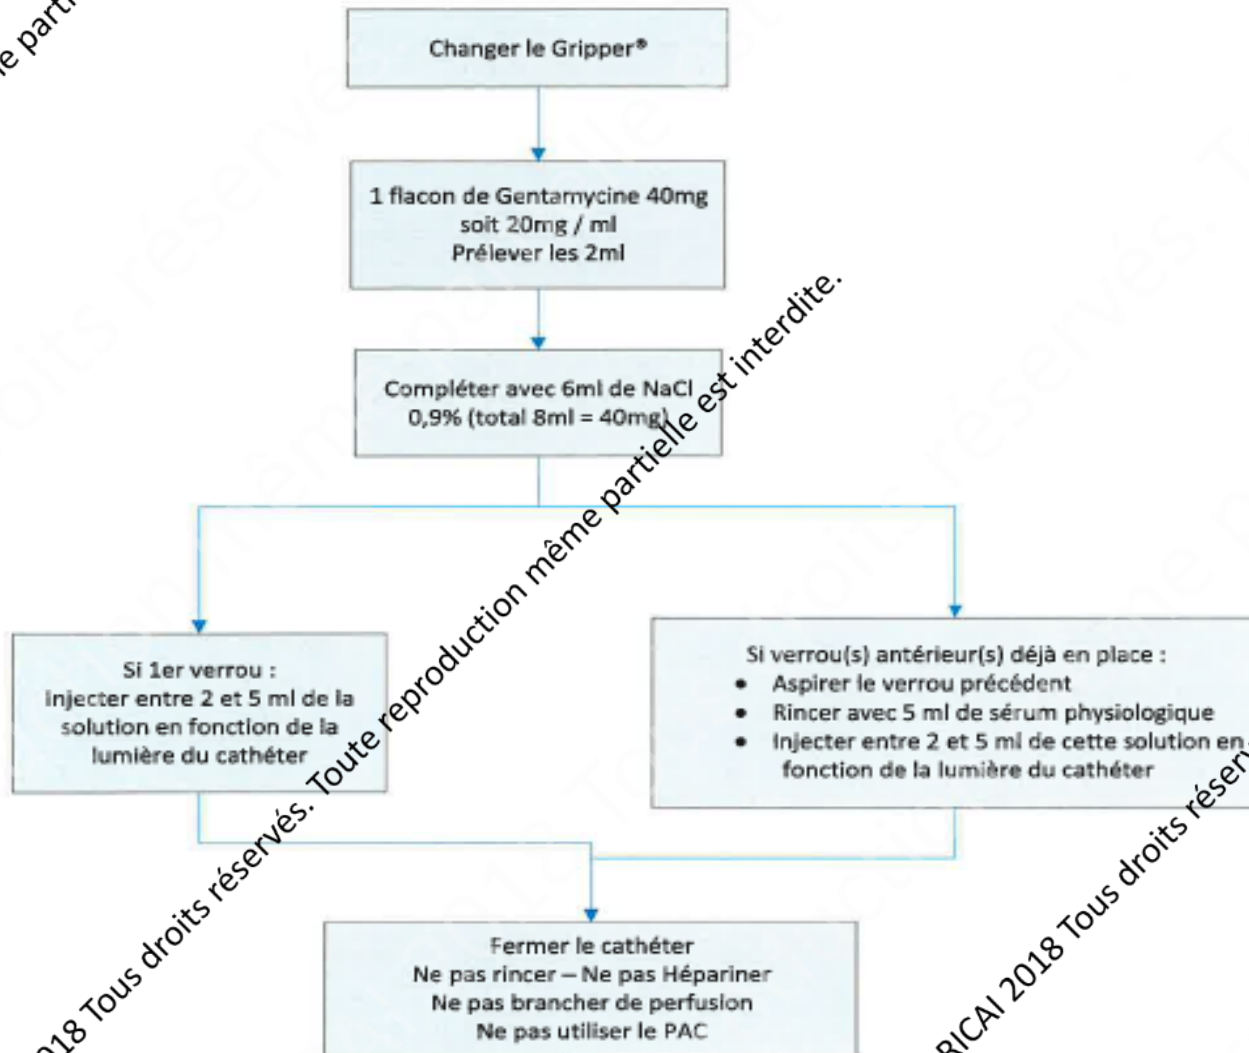 e parti
Changer le Gripper®
1 flacon de Gentamycine 40mg
soit 20mg / ml
Prélever les 2ml
Compléter avec 6ml de NaCl
0,9% (total 8ml = 40mg)
Si 1er verrou :
Injecter entre 2 et 5 ml de la
solution en fonction de la
lumière du cathéter
Si verrou(s) antérieur(s) déjà en place :
• Aspirer le verrou précédent
• Rincer avec 5 ml de sérum physiologique
• Injecter entre 2 et 5 ml de cette solution en
fonction de la lumière du cathéter
Fermer le cathéter
Ne pas rincer – Ne pas Hépariner
Ne pas brancher de perfusion
Ne pas utiliser le PAC
018 Tous droits réservés. Toute reproduction même partielle est interdite.
RICAI 2018 Tous droits réserv